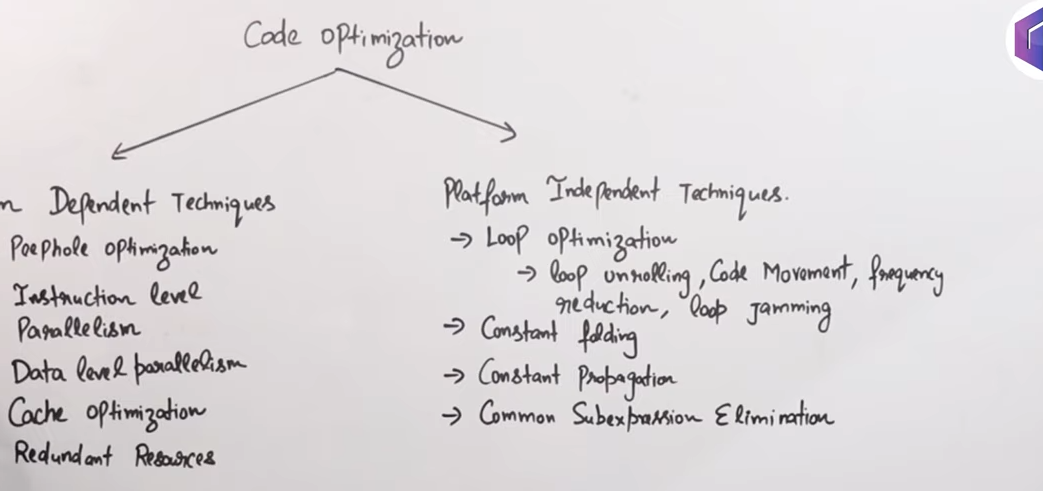 Code optimization
n Dependent Techniques
Platform Independent Techniques.
Peephole optimization
→ Loop optimization
→ loop unrolling, Code Movement, frequency
reduction, loop jamming
Instruction level
Parallelism
→ Constant folding
Data level parallelism
→ Constant Propagation
Cache optimization
→ Common Subexpression Elimination
Redundant Resources